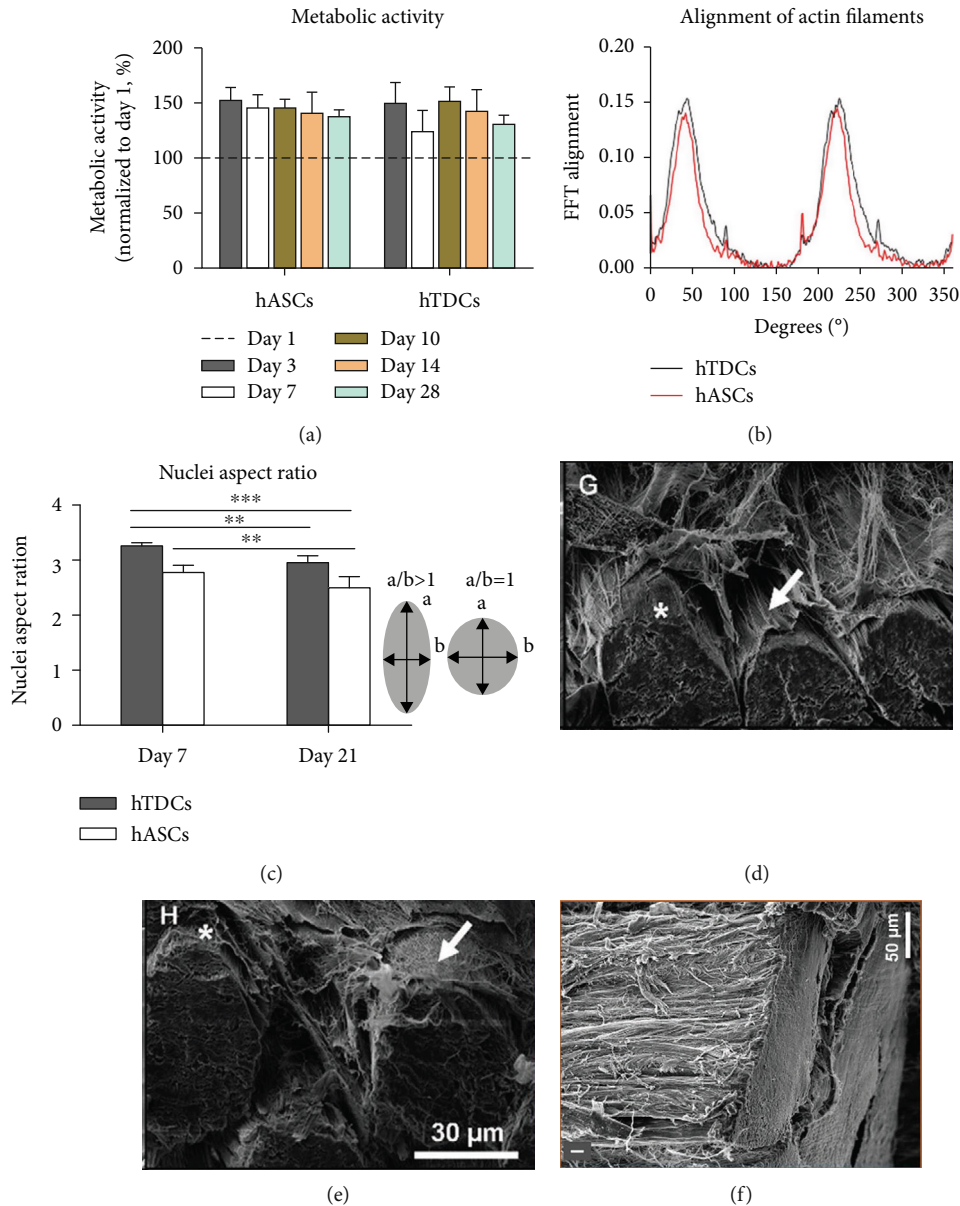 Metabolic activity
Metabolic activity
(normalized to day 1, %)
200
150
100
50
0
hASCs
hTDCs
Day 1
Day 3
Day 7
Day 10
Day 14
Day 28
(a)
Alignment of actin filaments
FFT alignment
0.20
0.15
0.10
0.05
0.00
0
50
100
150
200
250
300
350
Degrees (°)
hTDCs
hASCs
(b)
Nuclei aspect ratio
Nuclei aspect ration
4
3
2
1
0
***
**
**
Day 7
Day 21
a/b>1
a
b
a/b=1
a
b
hTDCs
hASCs
(c)
G
*
(d)
H
*
30 μm
(e)
50 μm
(f)